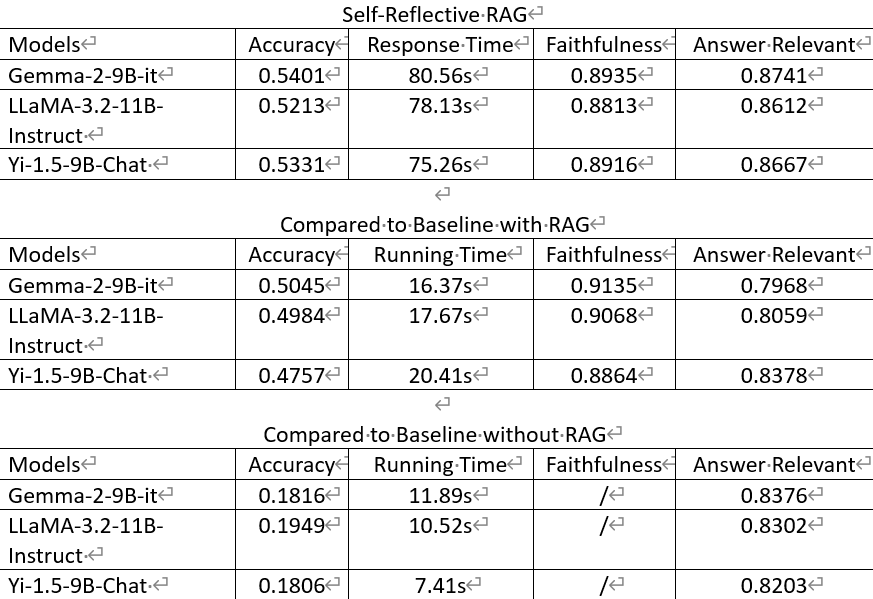 Self-Reflective RAG
Models Accuracy Response Time Faithfulness Answer Relevant
Gemma-2-9B-it 0.5401 80.56s 0.8935 0.8741
LLaMA-3.2-11B- 0.5213 78.13s 0.8813 0.8612
Instruct
Yi-1.5-9B-Chat 0.5331 75.26s 0.8916 0.8667
Compared to Baseline with RAG
Models Accuracy Running Time Faithfulness Answer Relevant
Gemma-2-9B-it 0.5045 16.37s 0.9135 0.7968
LLaMA-3.2-11B- 0.4984 17.67s 0.9068 0.8059
Instruct
Yi-1.5-9B-Chat 0.4757 20.41s 0.8864 0.8378
Compared to Baseline without RAG
Models Accuracy Running Time Faithfulness Answer Relevant
Gemma-2-9B-it 0.1816 11.89s / 0.8376
LLaMA-3.2-11B- 0.1949 10.52s / 0.8302
Instruct
Yi-1.5-9B-Chat 0.1806 7.41s / 0.8203